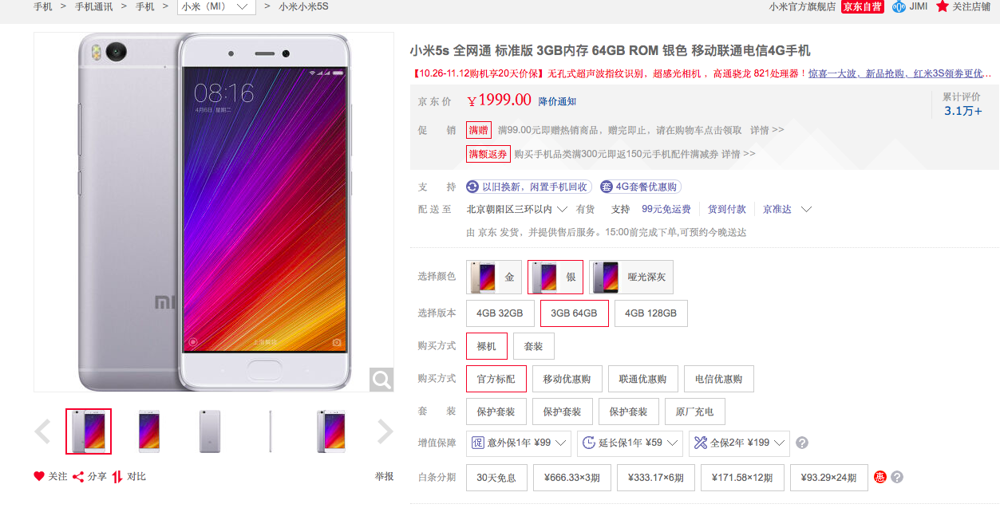 手机 > 手机通讯 > 手机 > 小米（MI） > 小米小米5S
小米官方旗舰店 京东自营 JIMI 关注店铺
小米5s 全网通 标准版 3GB内存 64GB ROM 银色 移动联通电信4G手机
【10.26-11.12购机享20天价保】无孔式超声波指纹识别，超感光相机 ，高通骁龙 821处理器！惊喜一大波，新品抢购，红米3S领券更优...
京东价 ￥1999.00 降价通知
累计评价
3.1万+
促销 满赠 满99.00元即赠热销商品，赠完即止，请在购物车点击领取 详情 >>
满额返券 购买手机品类满300元即返150元手机配件满减券 详情 >>
支持 以旧换新，闲置手机回收 套 4G套餐优惠购
配送至 北京朝阳区三环以内 有货 支持 99元免运费 货到付款 京准达
由 京东 发货，并提供售后服务。15:00前完成下单,可预约今晚送达
选择颜色 金 银 哑光深灰
选择版本 4GB 32GB 3GB 64GB 4GB 128GB
购买方式 裸机 套装
购买方式 官方标配 移动优惠购 联通优惠购 电信优惠购
套装 保护套装 保护套装 保护套装 原厂充电
增值保障 促 意外保1年 ¥99 延长保1年 ¥59 全保2年 ¥199 ?
白条分期 30天免息 ¥666.33×3期 ¥333.17×6期 ¥171.58×12期 ¥93.29×24期 惠 ?
08:16
4月6日 星期二
MI
关注 分享 对比 举报